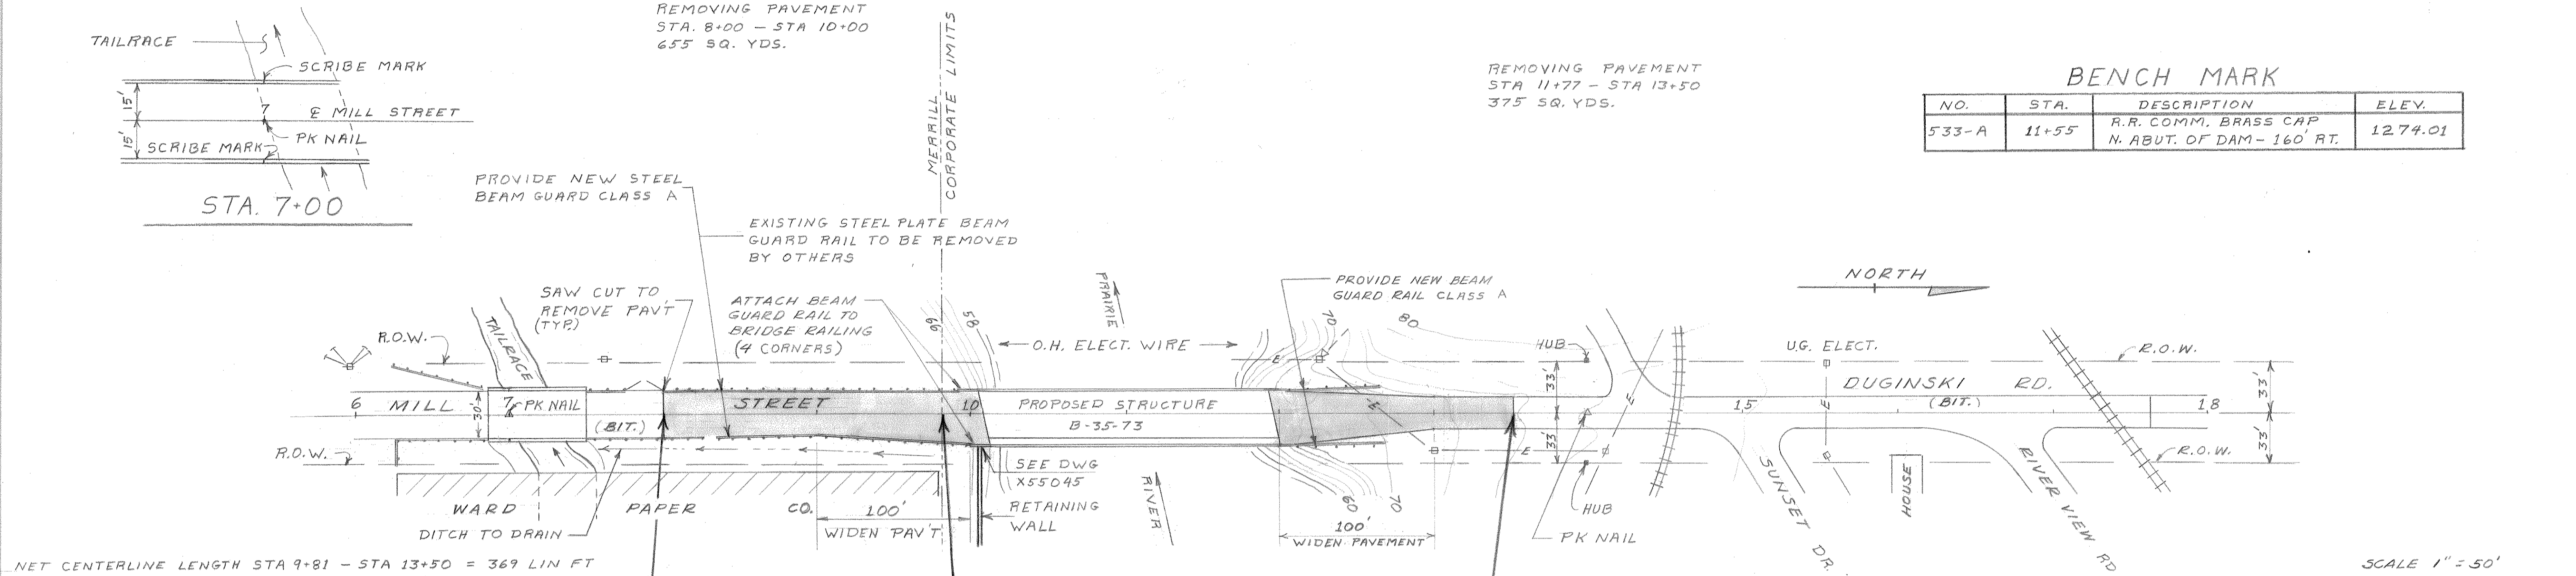 REMOVING PAVEMENT
STA. 8+00 — STA 10+00
655 SQ. YDS.
MERRILL
CORPORATE LIMITS
REMOVING PAVEMENT
STA 11+77 — STA 13+50
375 SQ. YDS.
BENCH MARK
NO. STA. DESCRIPTION ELEV.
533-A 11+55 R.R. COMM. BRASS CAP
N. ABUT. OF DAM - 160' RT. 1274.01
TAILRACE
SCRIBE MARK
15'
7
℄ MILL STREET
15'
PK NAIL
SCRIBE MARK
STA. 7+00
PROVIDE NEW STEEL
BEAM GUARD CLASS A
EXISTING STEEL PLATE BEAM
GUARD RAIL TO BE REMOVED
BY OTHERS
SAW CUT TO
REMOVE PAV'T
(TYP.)
ATTACH BEAM
GUARD RAIL TO
BRIDGE RAILING
(4 CORNERS)
PRAIRIE
PROVIDE NEW BEAM
GUARD RAIL CLASS A
NORTH
R.O.W.
TAILRACE
66
58
O.H. ELECT. WIRE
70
80
E
HUB
U.G. ELECT.
R.O.W.
33'
33'
6 MILL
30'
7
PK NAIL
(BIT.)
STREET
10
PROPOSED STRUCTURE
B-35-73
E
E
E
E
15
DUGINSKI RD.
(BIT.)
18
33'
33'
R.O.W.
R.O.W.
SEE DWG
X55045
RIVER
60
70
HUB
SUNSET DR.
HOUSE
RIVER VIEW RD
WARD PAPER CO.
100'
WIDEN PAV'T
RETAINING
WALL
100'
WIDEN PAVEMENT
PK NAIL
DITCH TO DRAIN
NET CENTERLINE LENGTH STA 9+81 — STA 13+50 = 369 LIN FT
SCALE 1" = 50'